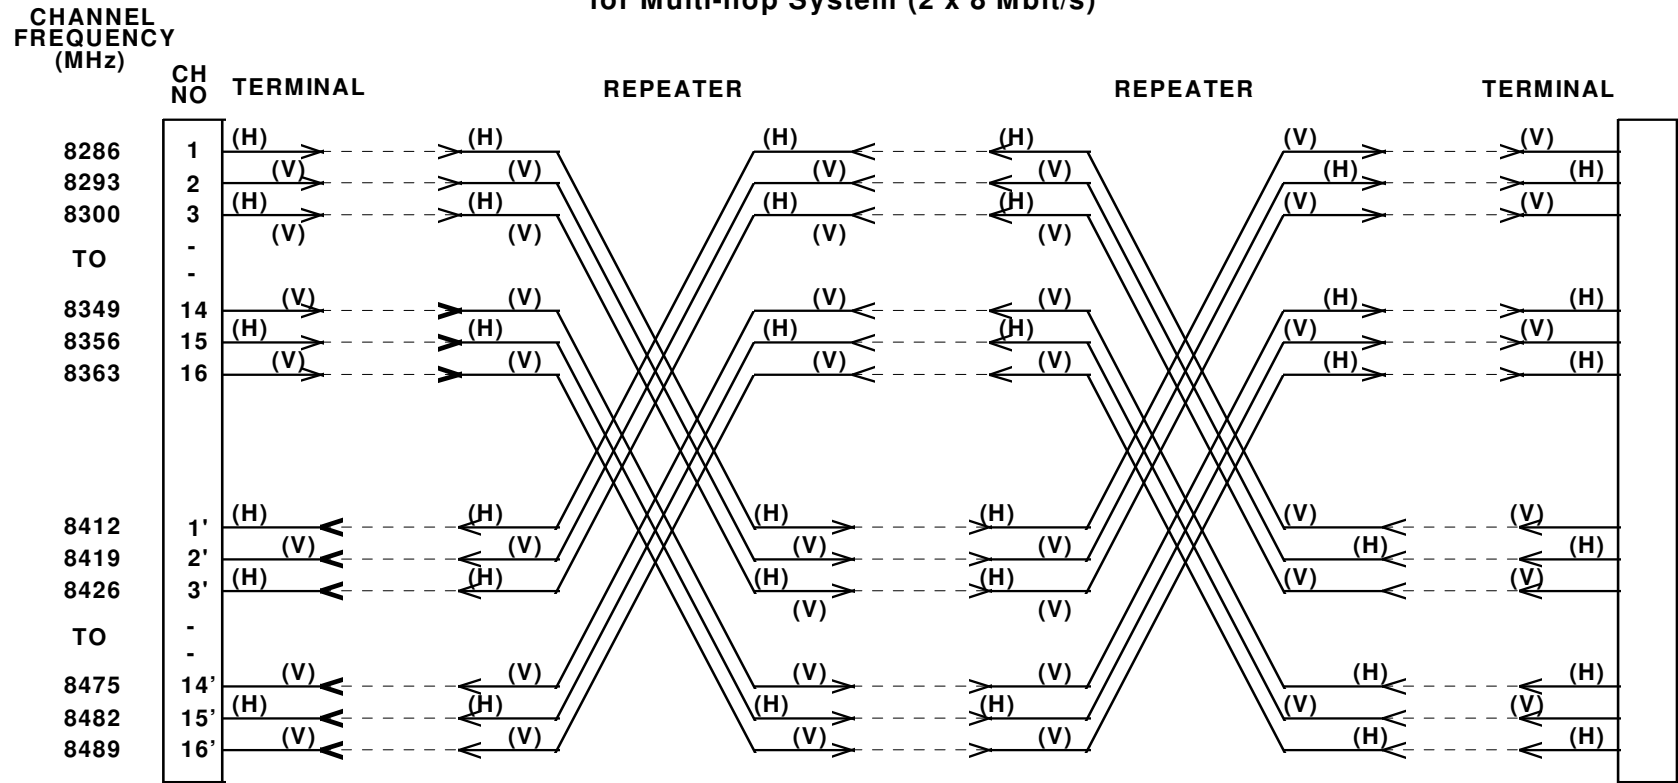 for Multi-hop System (2 x 8 Mbit/s)
CHANNEL
FREQUENCY
(MHz)
CH
NO
TERMINAL REPEATER REPEATER TERMINAL
8286 1 (H) (H) (H) (H) (V) (V)
8293 2 (V) (V) (V) (V) (H) (H)
8300 3 (H) (H) (H) (H) (V) (V)
(V) (V) (V) (V)
TO - -
8349 14 (V) (V) (V) (V) (H) (H)
8356 15 (H) (H) (H) (H) (V) (V)
8363 16 (V) (V) (V) (V) (H) (H)
8412 1' (H) (H) (H) (H) (V) (V)
8419 2' (V) (V) (V) (V) (H) (H)
8426 3' (H) (H) (H) (H) (V) (V)
(V) (V)
TO - -
8475 14' (V) (V) (V) (V) (H) (H)
8482 15' (H) (H) (H) (H) (V) (V)
8489 16' (V) (V) (V) (V) (H) (H)